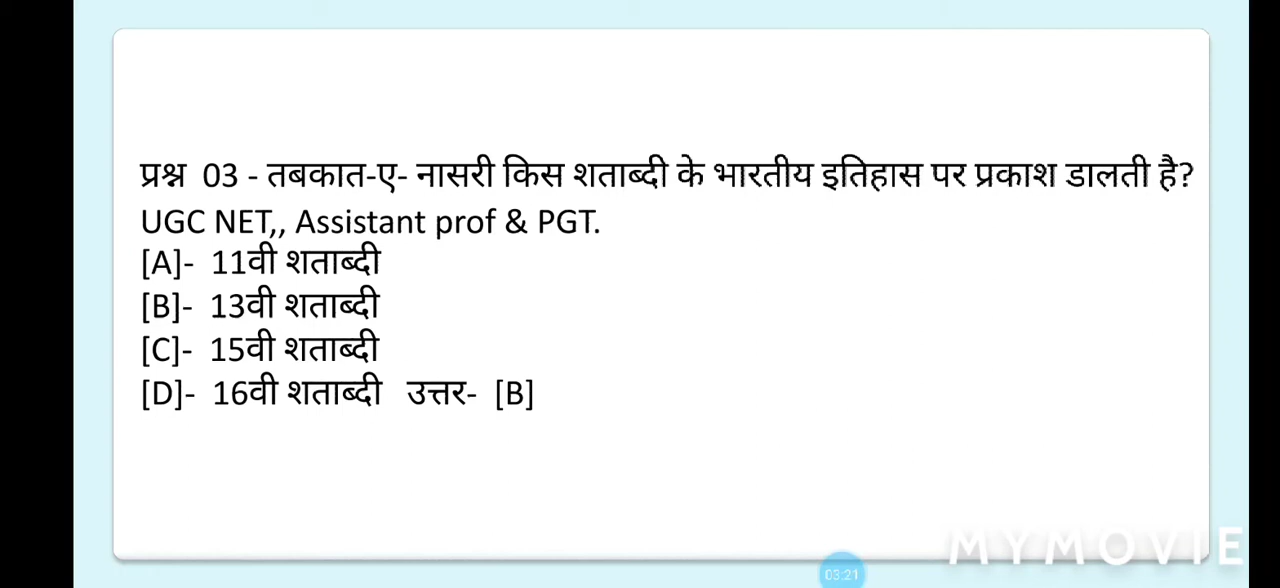 प्रश्न 03 - तबकात-ए- नासरी किस शताब्दी के भारतीय इतिहास पर प्रकाश डालती है?
UGC NET,, Assistant prof & PGT.
[A]- 11वी शताब्दी
[B]- 13वी शताब्दी
[C]- 15वी शताब्दी
[D]- 16वी शताब्दी उत्तर- [B]
MYMOVIE
03:21